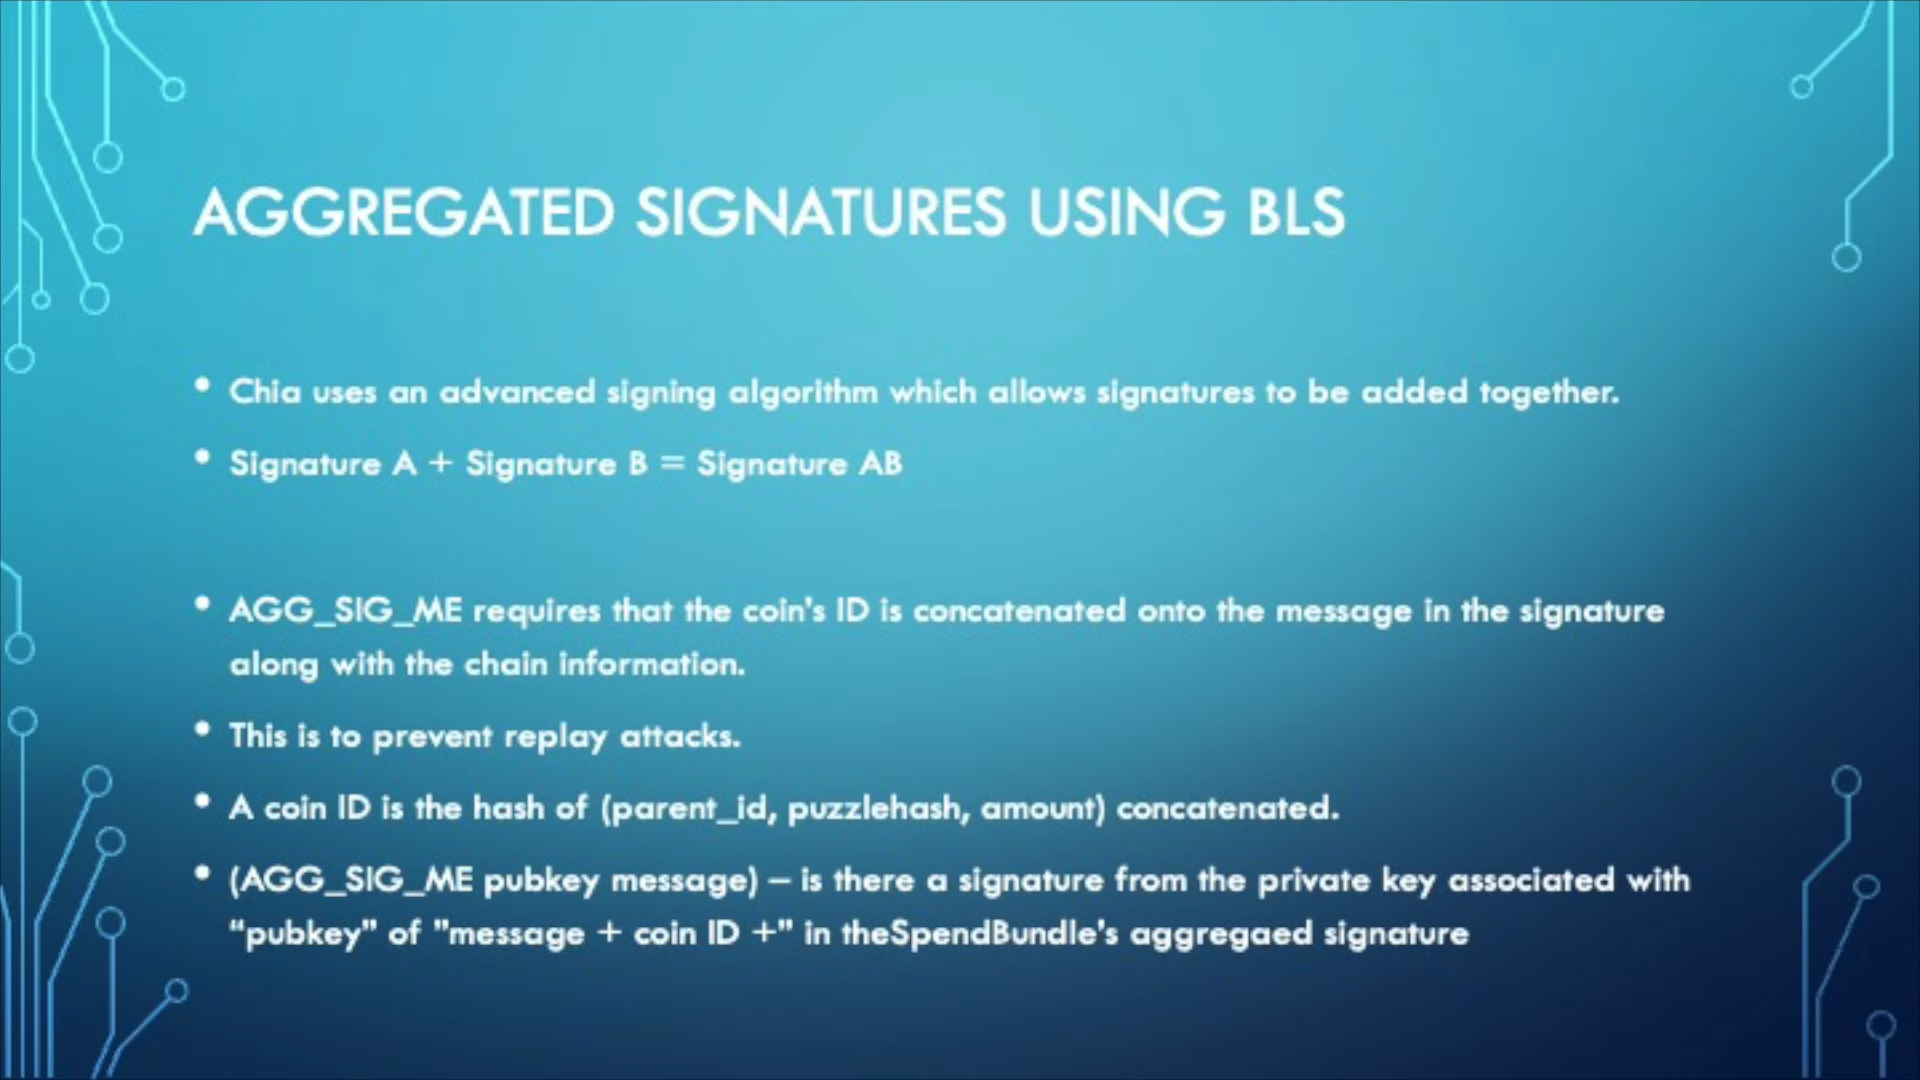 AGGREGATED SIGNATURES USING BLS
• Chia uses an advanced signing algorithm which allows signatures to be added together.
• Signature A + Signature B = Signature AB
• AGG_SIG_ME requires that the coin's ID is concatenated onto the message in the signature
along with the chain information.
• This is to prevent replay attacks.
• A coin ID is the hash of (parent_id, puzzlehash, amount) concatenated.
• (AGG_SIG_ME pubkey message) – is there a signature from the private key associated with
“pubkey” of "message + coin ID +" in theSpendBundle's aggregaed signature